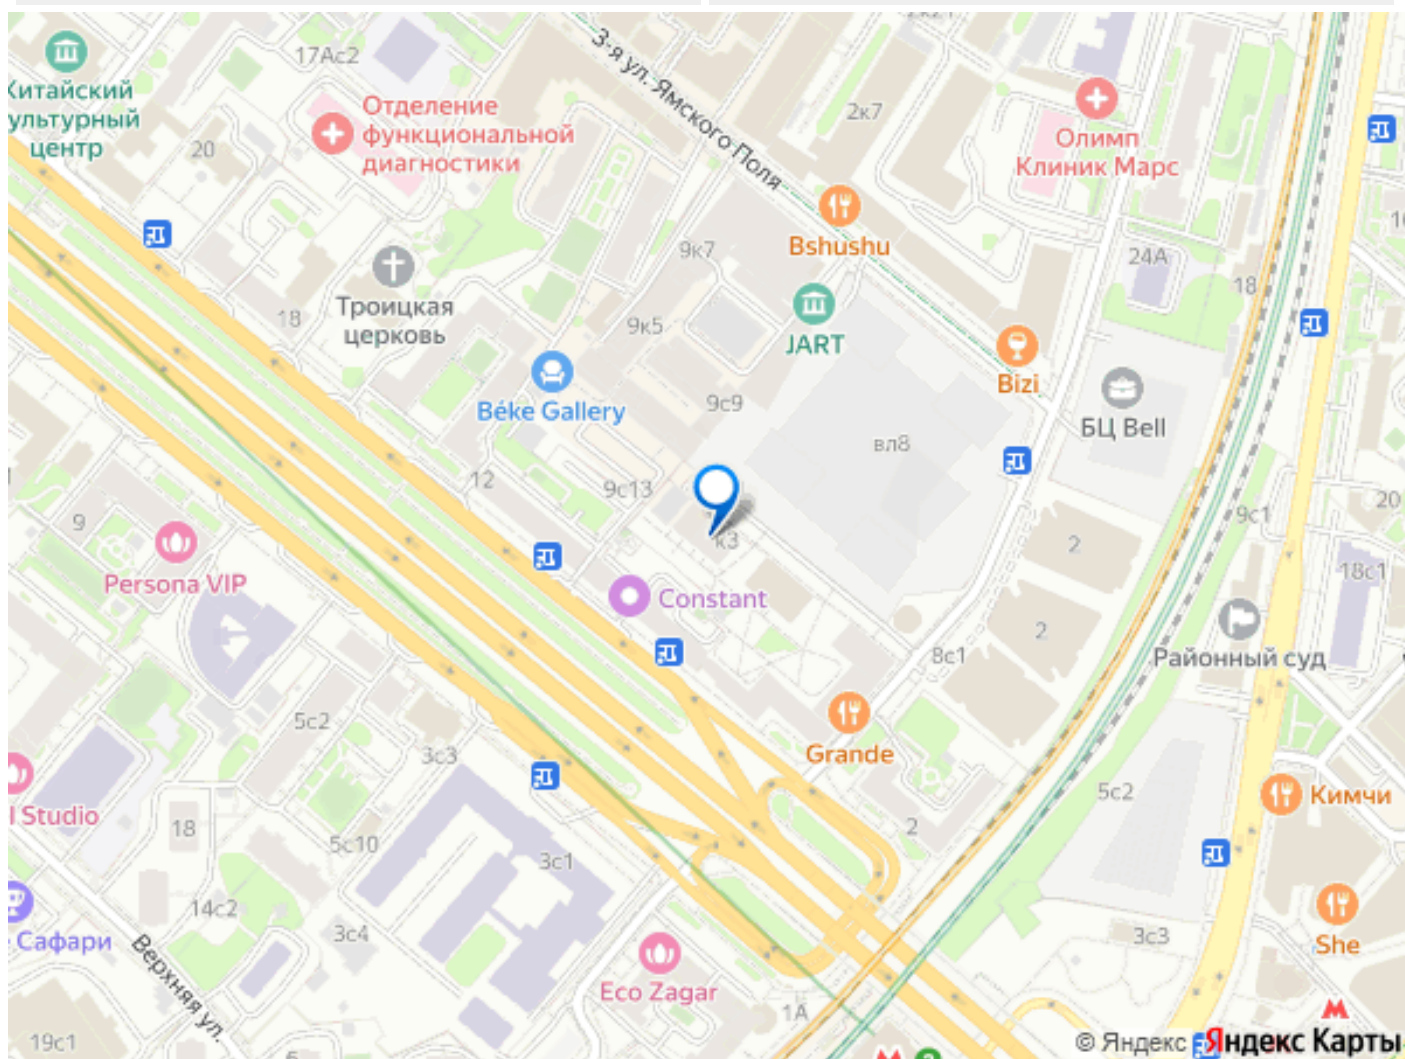 17Ас2
3-я ул. Ямского Поля
Китайский
культурный
центр
20
Отделение
функциональной
диагностики
2к7
Олимп
Клиник Марс
Bshushu
9к7
24А
18
Троицкая
церковь
18
9к5
JART
Bizi
Béke Gallery
9с9
БЦ Bell
вл8
12
9с13
9
к3
20
9с1
2
18с1
Persona VIP
Constant
2
8с1
Районный суд
5с2
3с3
Grande
5с2
Кимчи
l Studio
18
5с10
3с1
2
14с2
3с4
Сафари
Верхняя ул.
3с3
She
Eco Zagar
1А
19с1
5
© Яндекс
Яндекс Карты